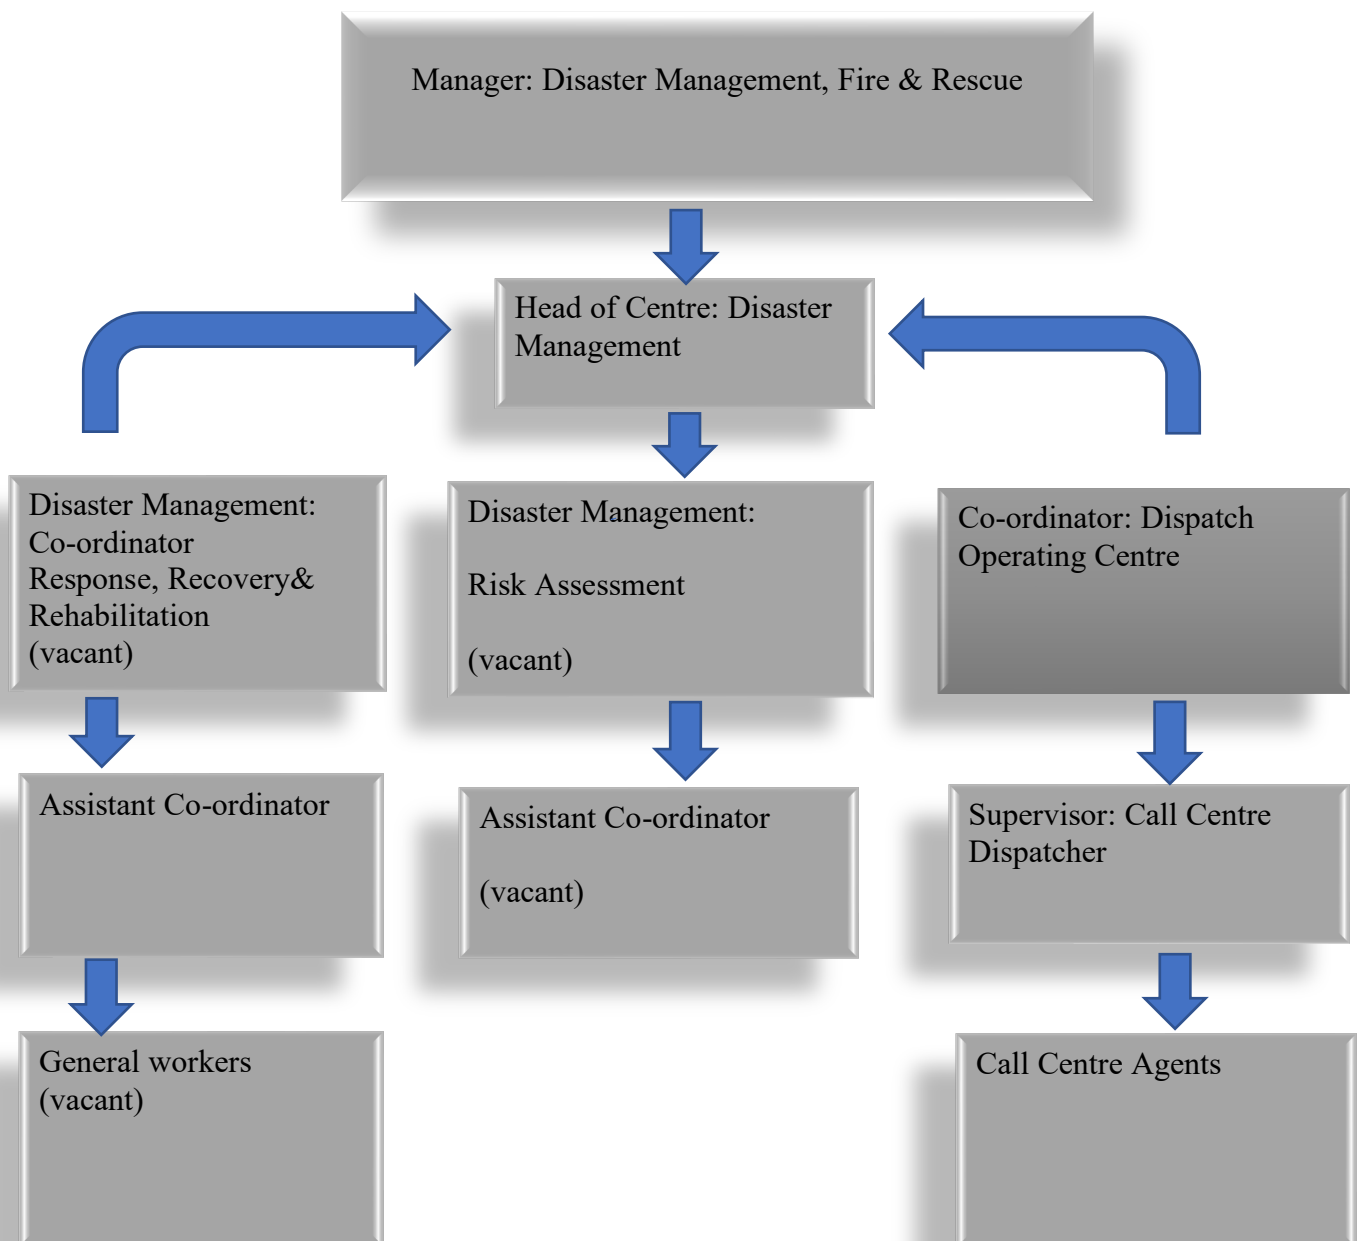 Manager: Disaster Management, Fire & Rescue
Head of Centre: Disaster
Management
Disaster Management:
Co-ordinator
Response, Recovery&
Rehabilitation
(vacant)
Disaster Management:
Risk Assessment
(vacant)
Co-ordinator: Dispatch
Operating Centre
Assistant Co-ordinator
Assistant Co-ordinator
(vacant)
Supervisor: Call Centre
Dispatcher
General workers
(vacant)
Call Centre Agents